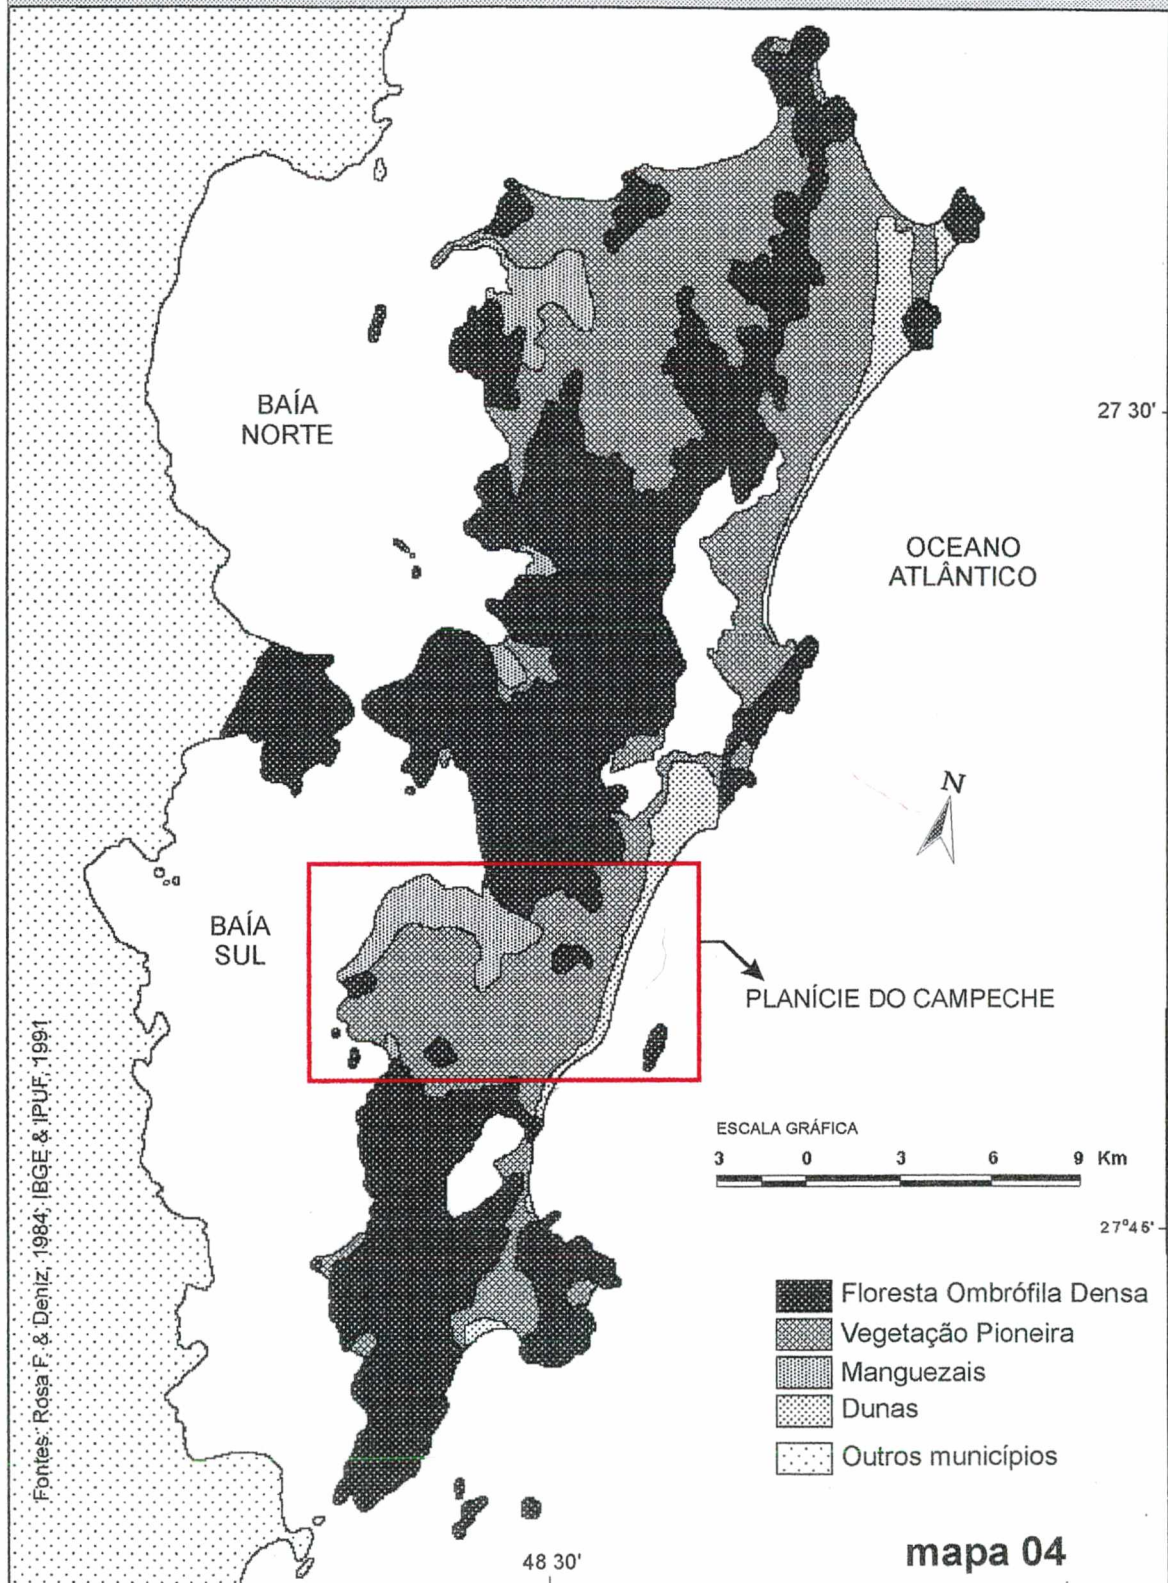 BAÍA
NORTE
27 30'
OCEANO
ATLÂNTICO
N
BAÍA
SUL
PLANÍCIE DO CAMPECHE
ESCALA GRÁFICA
3 0 3 6 9 Km
27°45'
Floresta Ombrófila Densa
Vegetação Pioneira
Manguezais
Dunas
Outros municípios
Fontes: Rosa F. & Deniz, 1984; IBGE & IPUF, 1991
48 30'
mapa 04